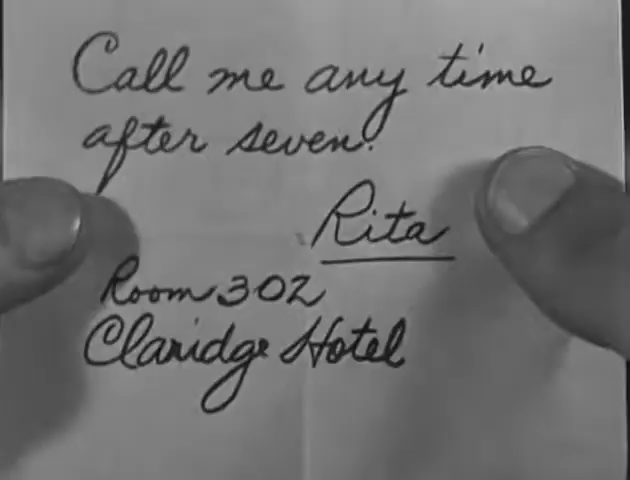 Call me any time
after seven.
Rita
Room 302
Claridge Hotel